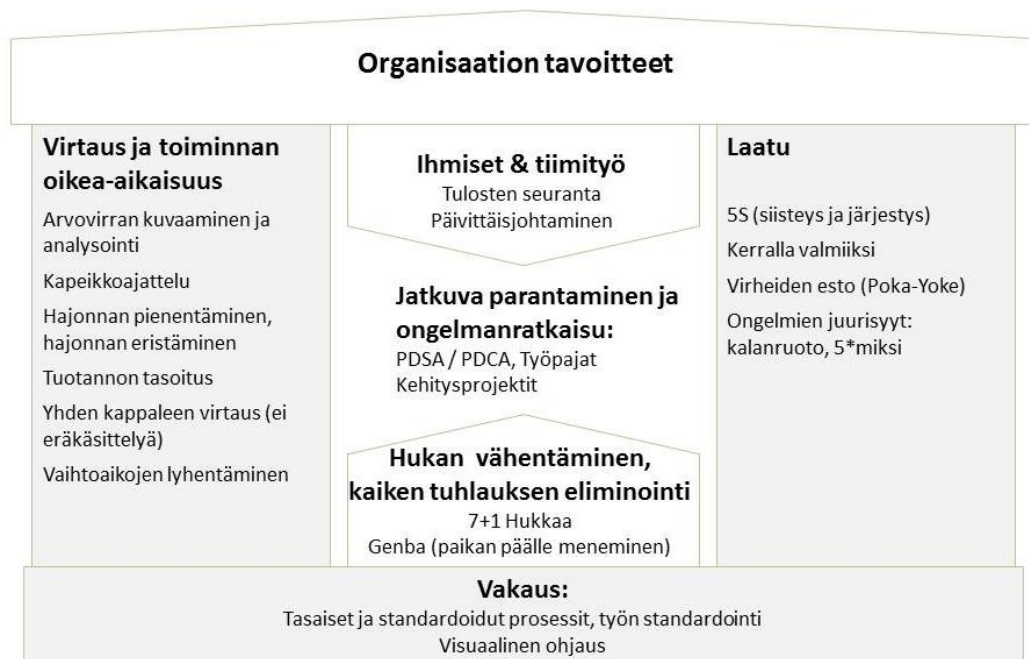 Organisaation tavoitteet
Virtaus ja toiminnan
oikea-aikaisuus
Arvovirran kuvaaminen ja
analysointi
Kapeikkoajattelu
Hajonnan pienentäminen,
hajonnan eristäminen
Tuotannon tasoitus
Yhden kappaleen virtaus (ei
eräkäsittelyä)
Vaihtoaikojen lyhentäminen
Ihmiset & tiimityö
Tulosten seuranta
Päivittäisjohtaminen
Jatkuva parantaminen ja
ongelmanratkaisu:
PDSA / PDCA, Työpajat
Kehitysprojektit
Hukan vähentäminen,
kaiken tuhlauksen eliminointi
7+1 Hukkaa
Genba (paikan päälle meneminen)
Laatu
5S (siisteys ja järjestys)
Kerralla valmiiksi
Virheiden esto (Poka-Yoke)
Ongelmien juurisyyt:
kalanruoto, 5*miksi
Vakaus:
Tasaiset ja standardoidut prosessit, työn standardointi
Visuaalinen ohjaus